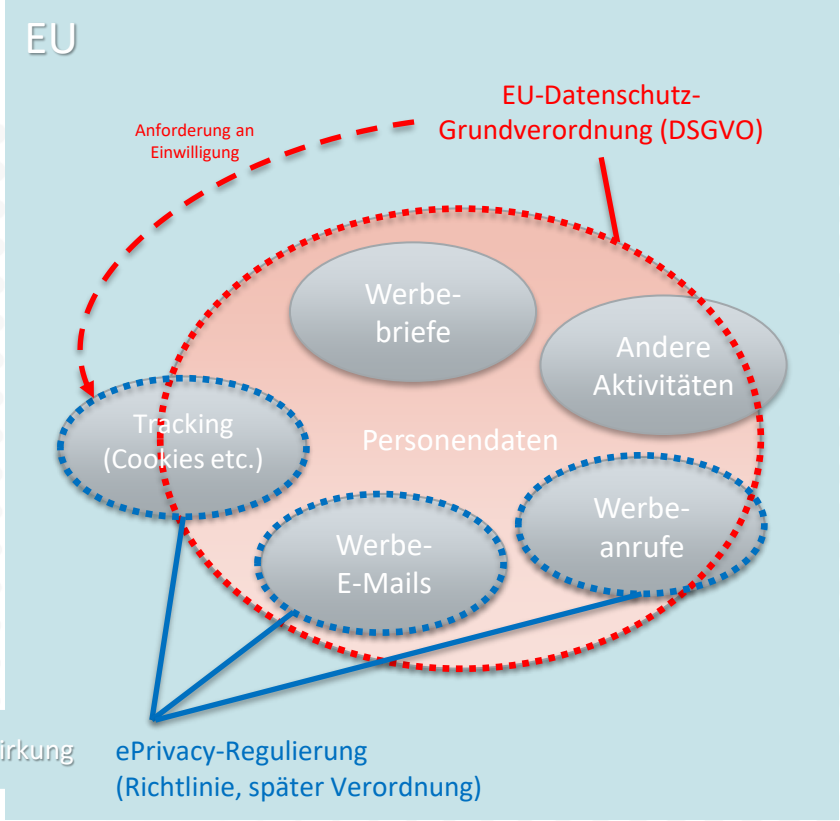 EU
EU-Datenschutz-
Grundverordnung (DSGVO)
Anforderung an
Einwilligung
Werbe-
briefe
Andere
Aktivitäten
Tracking
(Cookies etc.)
Personendaten
Werbe-
anrufe
Werbe-
E-Mails
irkung
ePrivacy-Regulierung
(Richtlinie, später Verordnung)